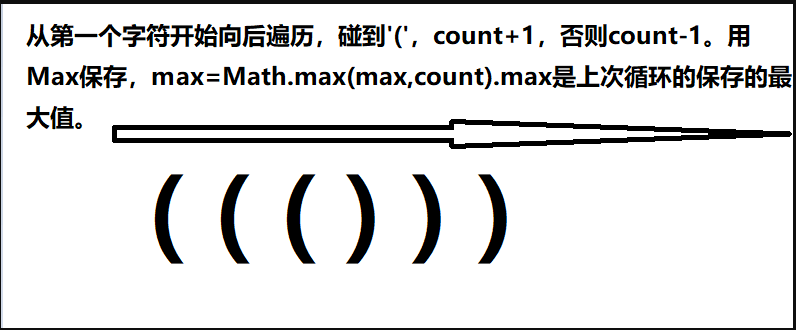 从第一个字符开始向后遍历，碰到'('，count+1，否则count-1。用
Max保存，max=Math.max(max,count).max是上次循环的保存的最
大值。
( ( ( ) ) )